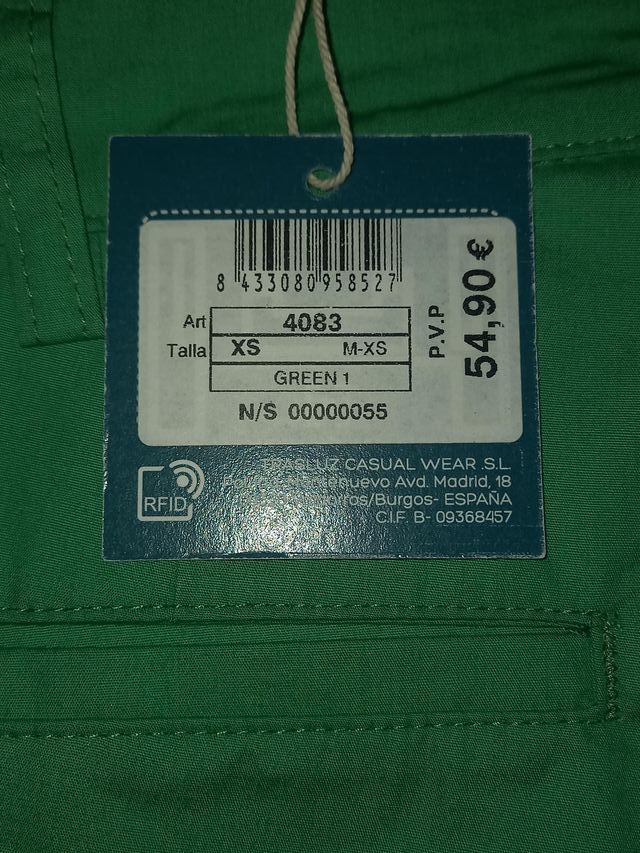 8 433080 958527
Art 4083
Talla XS M-XS
GREEN 1
N/S 00000055
P.V.P 54,90 €
RFID
TRASLUZ CASUAL WEAR S.L
Avd. Madrid, 18
/Burgos- ESPAÑA
C.I.F. B- 09368457